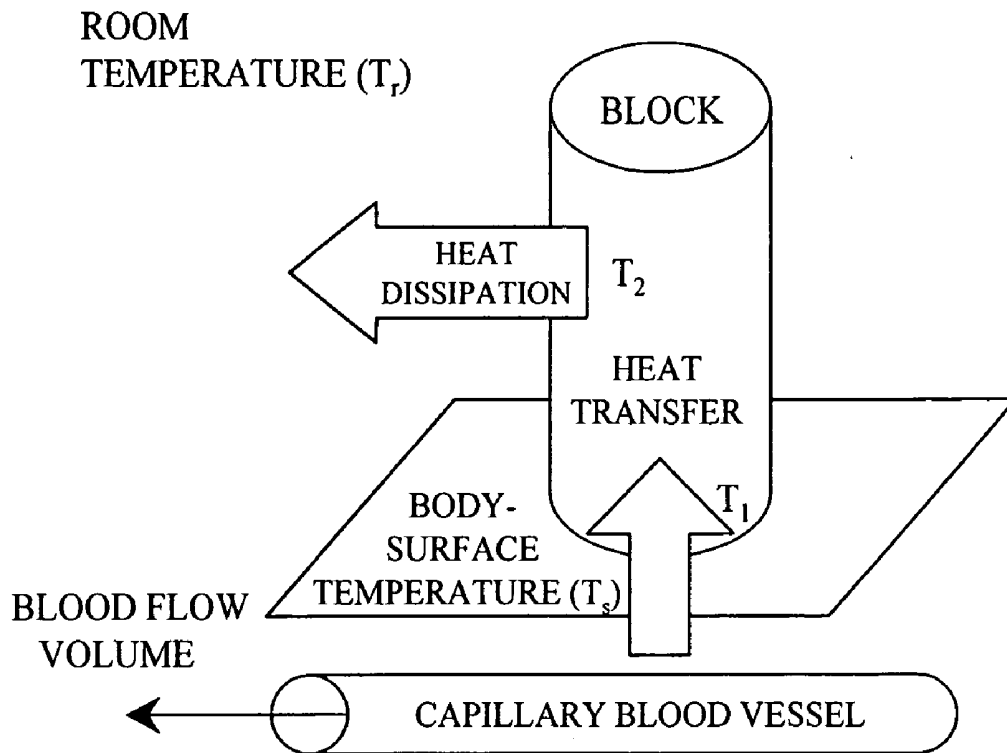 ROOM
TEMPERATURE (Tr)
BLOCK
HEAT
DISSIPATION
T2
HEAT
TRANSFER
T1
BODY-
SURFACE
TEMPERATURE (Ts)
BLOOD FLOW
VOLUME
CAPILLARY BLOOD VESSEL